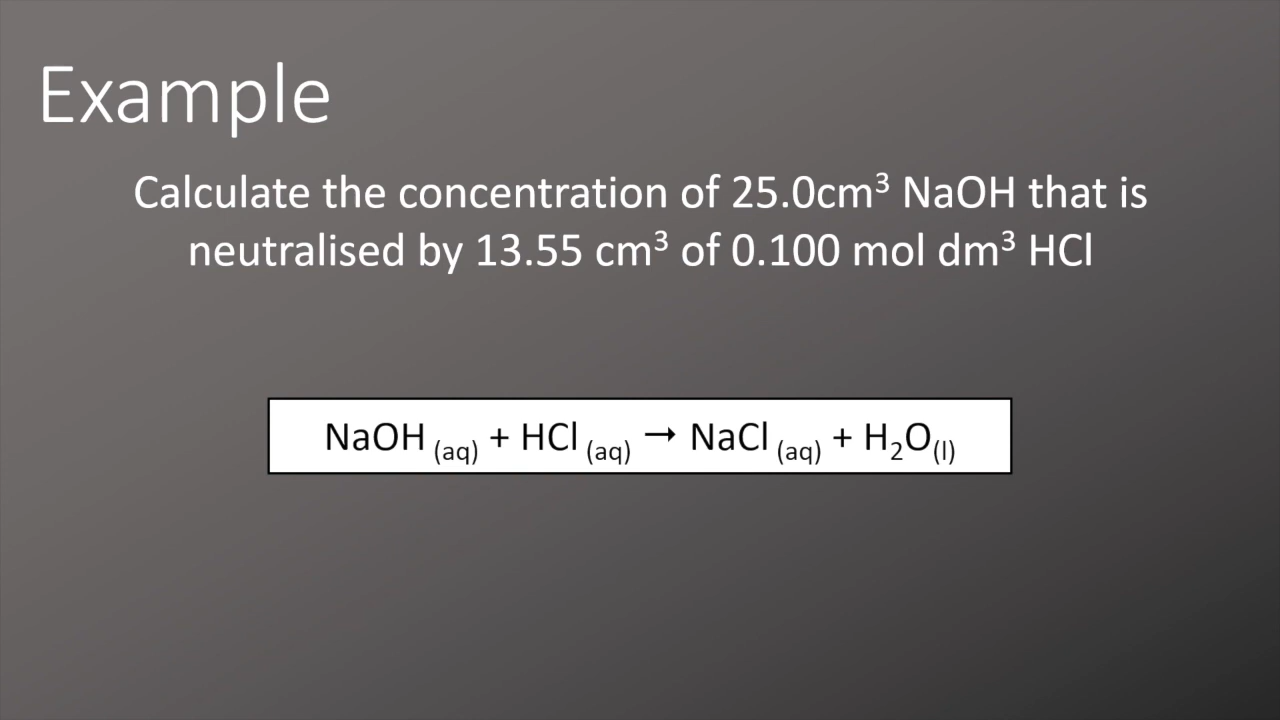 Example
Calculate the concentration of 25.0cm³ NaOH that is
neutralised by 13.55 cm³ of 0.100 mol dm³ HCl
NaOH (aq) + HCl (aq) → NaCl (aq) + H₂O(l)